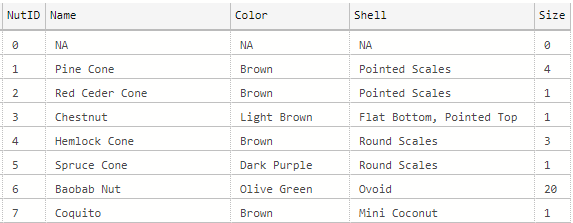 NutID Name Color Shell Size
0 NA NA NA 0
1 Pine Cone Brown Pointed Scales 4
2 Red Ceder Cone Brown Pointed Scales 1
3 Chestnut Light Brown Flat Bottom, Pointed Top 1
4 Hemlock Cone Brown Round Scales 3
5 Spruce Cone Dark Purple Round Scales 1
6 Baobab Nut Olive Green Ovoid 20
7 Coquito Brown Mini Coconut 1